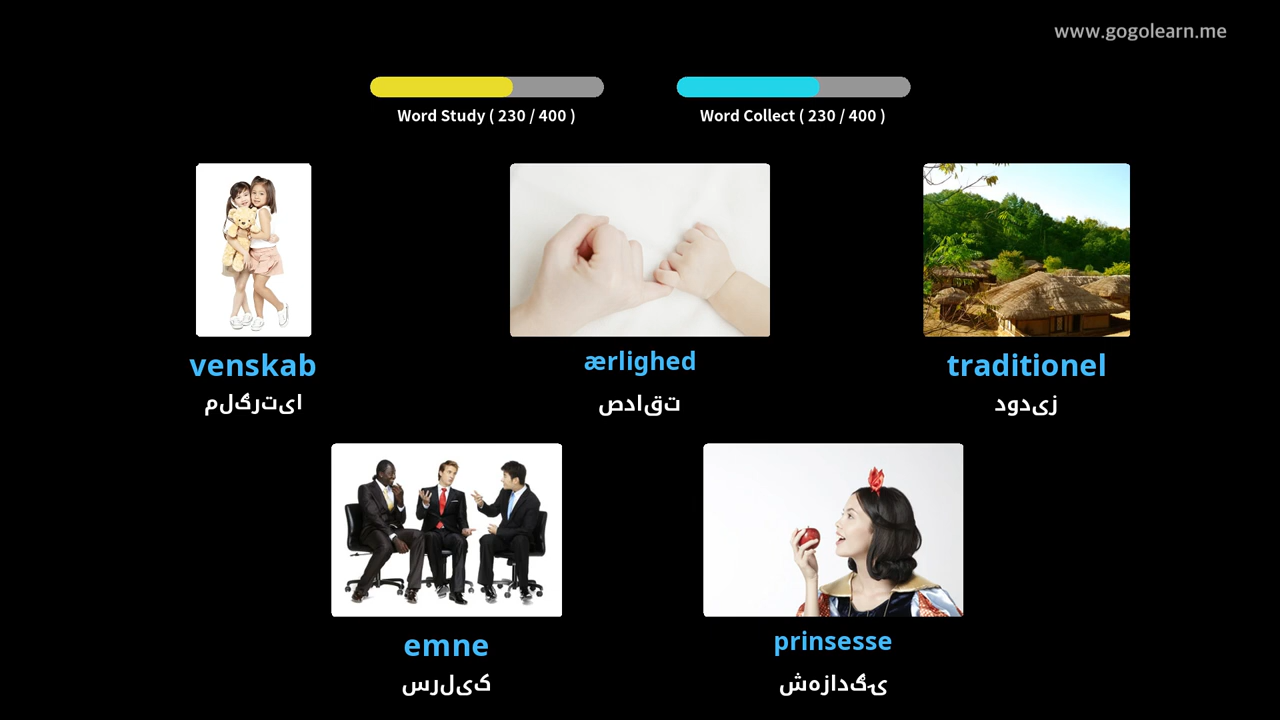 www.gogolearn.me
Word Study ( 230 / 400 )
Word Collect ( 230 / 400 )
venskab
ایترگلم
ærlighed
تقادص
traditionel
زیدود
emne
کیلرس
prinsesse
ۍگدازهش